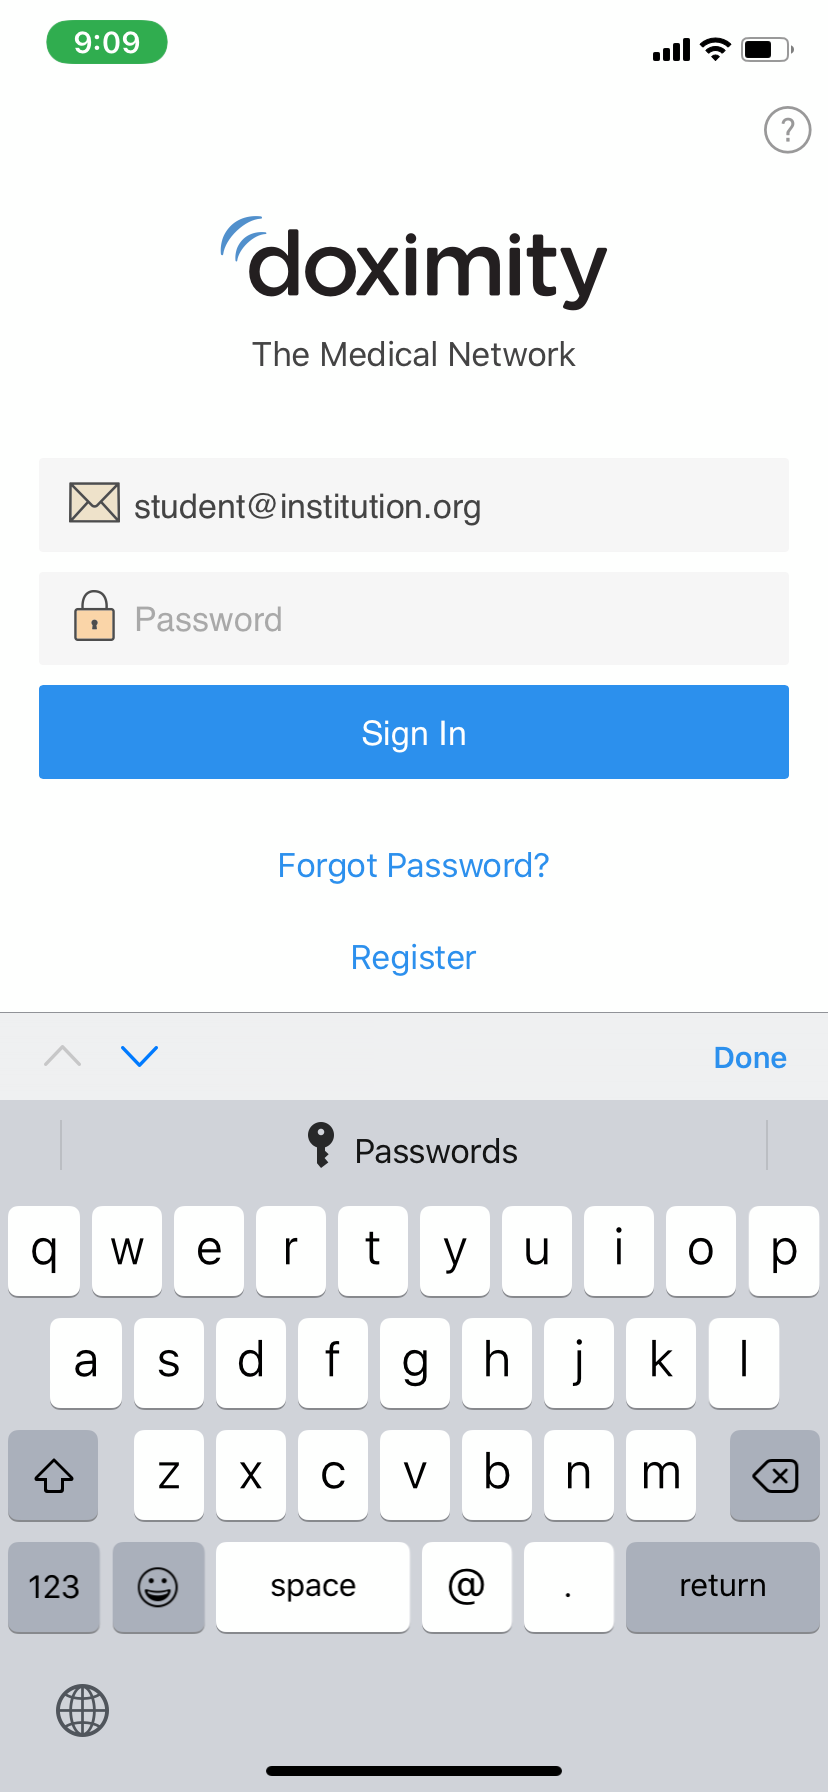 9:09
?
doximity
The Medical Network
student@institution.org
Password
Sign In
Forgot Password?
Register
Done
Passwords
q w e r t y u i o p
a s d f g h j k l
z x c v b n m
123 space @ . return